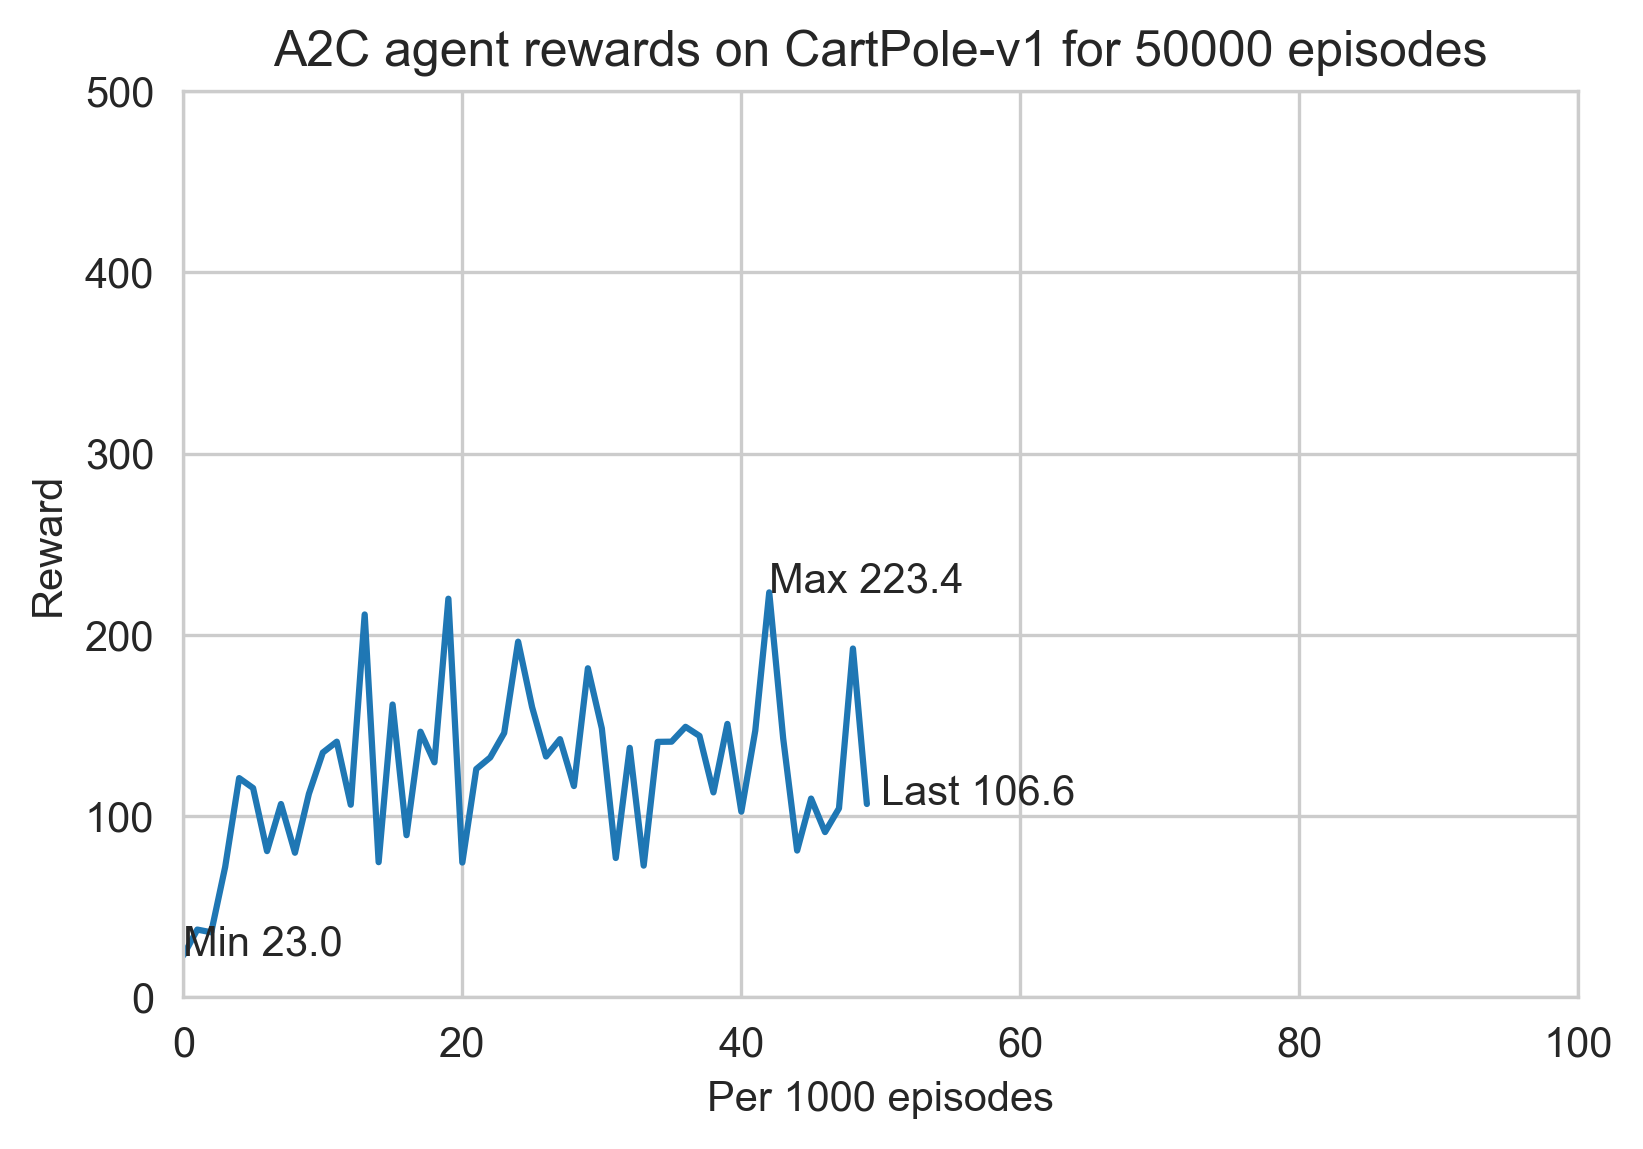 A2C agent rewards on CartPole-v1 for 50000 episodes
500
400
300
200
100
0
Reward
Max 223.4
Last 106.6
Min 23.0
0 20 40 60 80 100
Per 1000 episodes